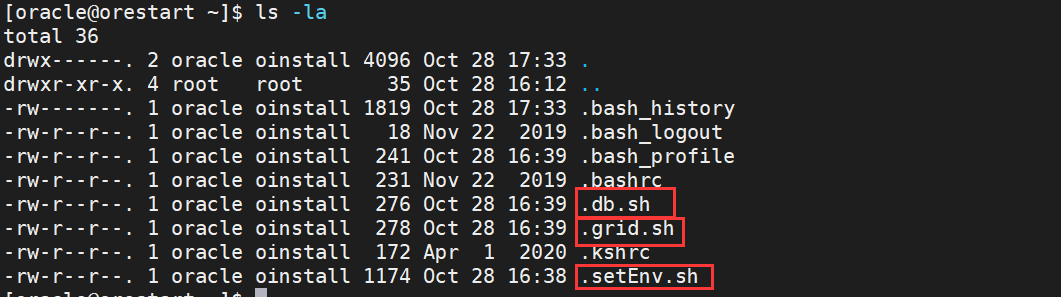 [oracle@orestart ~]$ ls -la
total 36
drwx------. 2 oracle oinstall 4096 Oct 28 17:33 .
drwxr-xr-x. 4 root   root       35 Oct 28 16:12 ..
-rw-------. 1 oracle oinstall 1819 Oct 28 17:33 .bash_history
-rw-r--r--. 1 oracle oinstall   18 Nov 22  2019 .bash_logout
-rw-r--r--. 1 oracle oinstall  241 Oct 28 16:39 .bash_profile
-rw-r--r--. 1 oracle oinstall  231 Nov 22  2019 .bashrc
-rw-r--r--. 1 oracle oinstall  276 Oct 28 16:39 .db.sh
-rw-r--r--. 1 oracle oinstall  278 Oct 28 16:39 .grid.sh
-rw-r--r--. 1 oracle oinstall  172 Apr  1  2020 .kshrc
-rw-r--r--. 1 oracle oinstall 1174 Oct 28 16:38 .setEnv.sh
[oracle@orestart ~]$